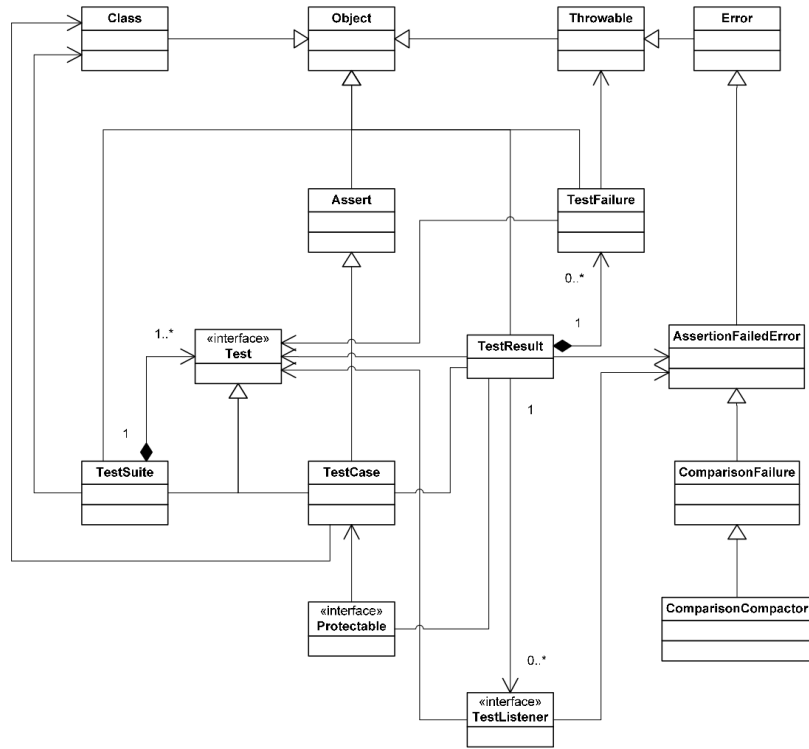 Class
Object
Throwable
Error
Assert
TestFailure
0..*
1
1..*
«interface»
Test
TestResult
AssertionFailedError
1
1
TestSuite
TestCase
ComparisonFailure
«interface»
Protectable
ComparisonCompactor
0..*
«interface»
TestListener